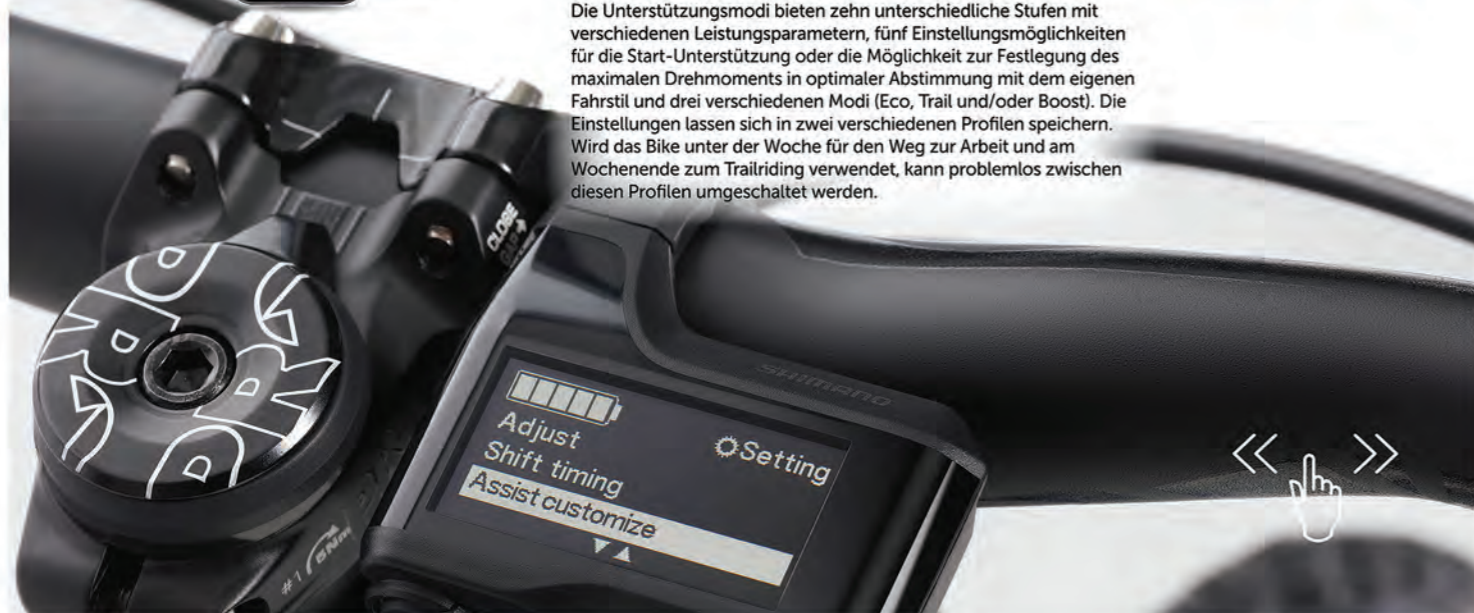 Die Unterstützungsmodi bieten zehn unterschiedliche Stufen mit
verschiedenen Leistungsparametern, fünf Einstellungsmöglichkeiten
für die Start-Unterstützung oder die Möglichkeit zur Festlegung des
maximalen Drehmoments in optimaler Abstimmung mit dem eigenen
Fahrstil und drei verschiedenen Modi (Eco, Trail und/oder Boost). Die
Einstellungen lassen sich in zwei verschiedenen Profilen speichern.
Wird das Bike unter der Woche für den Weg zur Arbeit und am
Wochenende zum Trailriding verwendet, kann problemlos zwischen
diesen Profilen umgeschaltet werden.
CLOSE
GAP
SHIMANO
PRO
PRO
Adjust
Setting
Shift timing
Assist customize
#1
5Nm